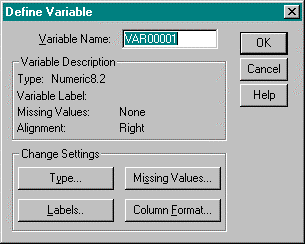 Define Variable
Variable Name: VAR00001
OK
Variable Description
Cancel
Type: Numeric8.2
Variable Label:
Help
Missing Values: None
Alignment: Right
Change Settings
Type... Missing Values...
Labels.. Column Format...